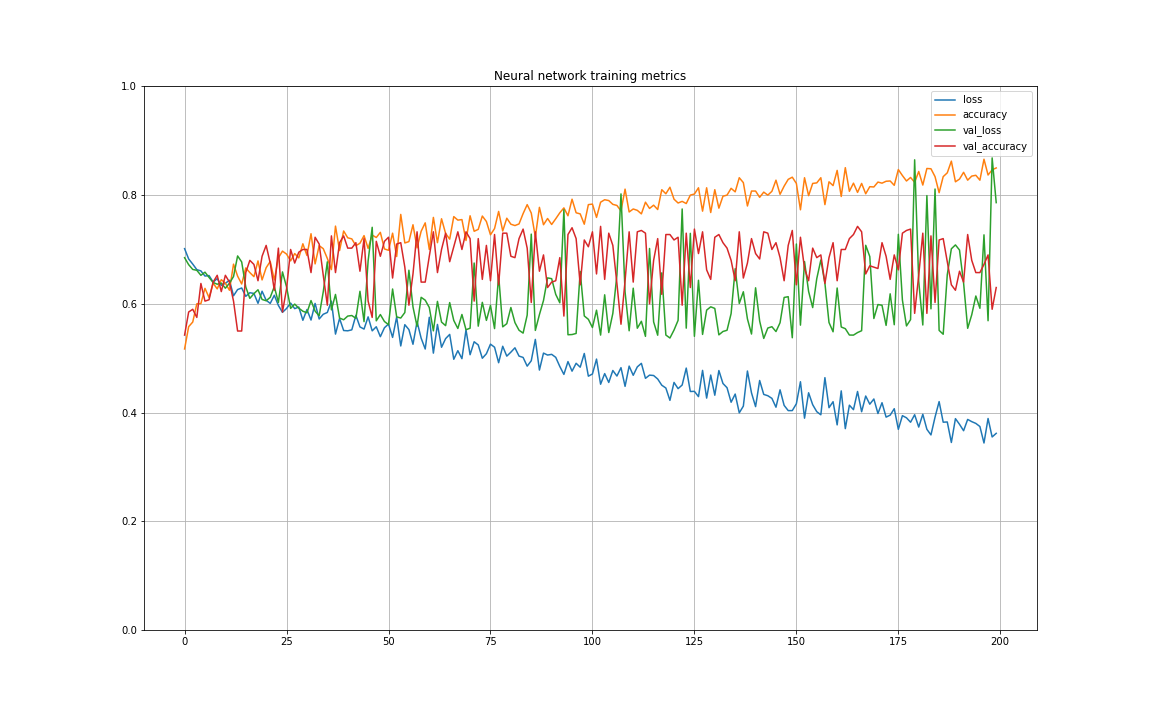 Neural network training metrics
1.0
loss
accuracy
val_loss
val_accuracy
0.8
0.6
0.4
0.2
0.0
0 25 50 75 100 125 150 175 200